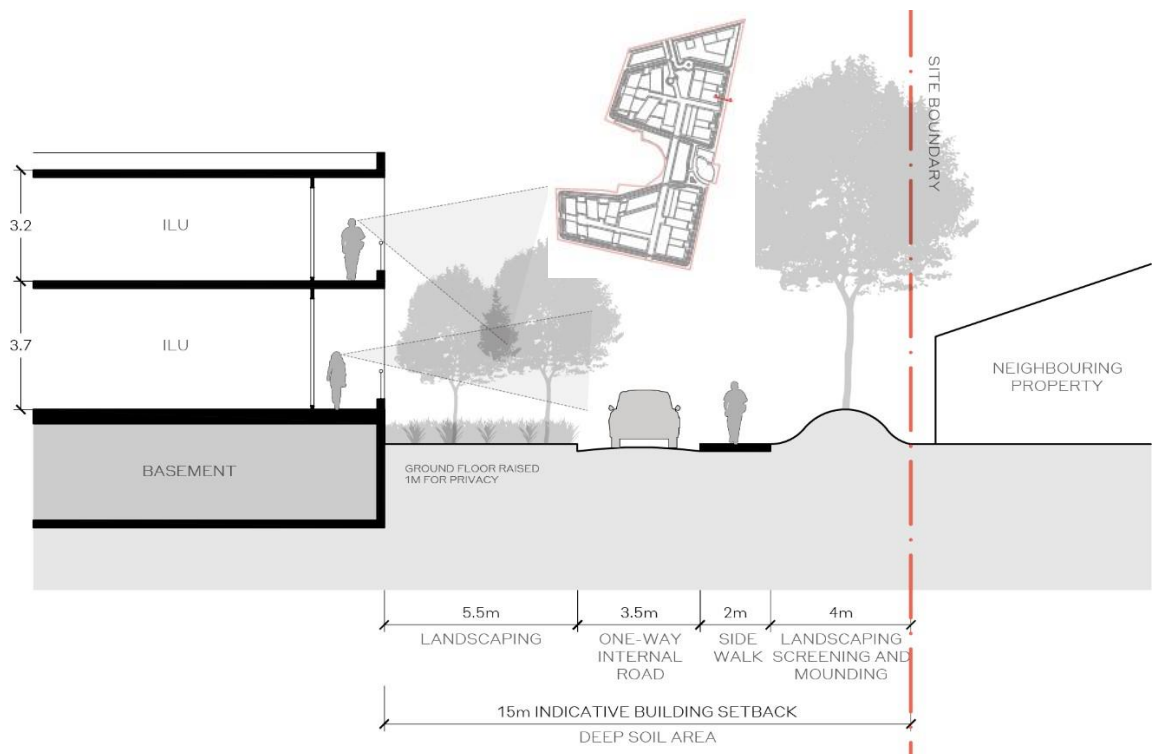 SITE BOUNDARY
3.2
ILU
3.7
ILU
NEIGHBOURING
PROPERTY
BASEMENT
GROUND FLOOR RAISED
1M FOR PRIVACY
5.5m
3.5m
2m
4m
LANDSCAPING
ONE-WAY
INTERNAL
ROAD
SIDE
WALK
LANDSCAPING
SCREENING AND
MOUNDING
15m INDICATIVE BUILDING SETBACK
DEEP SOIL AREA